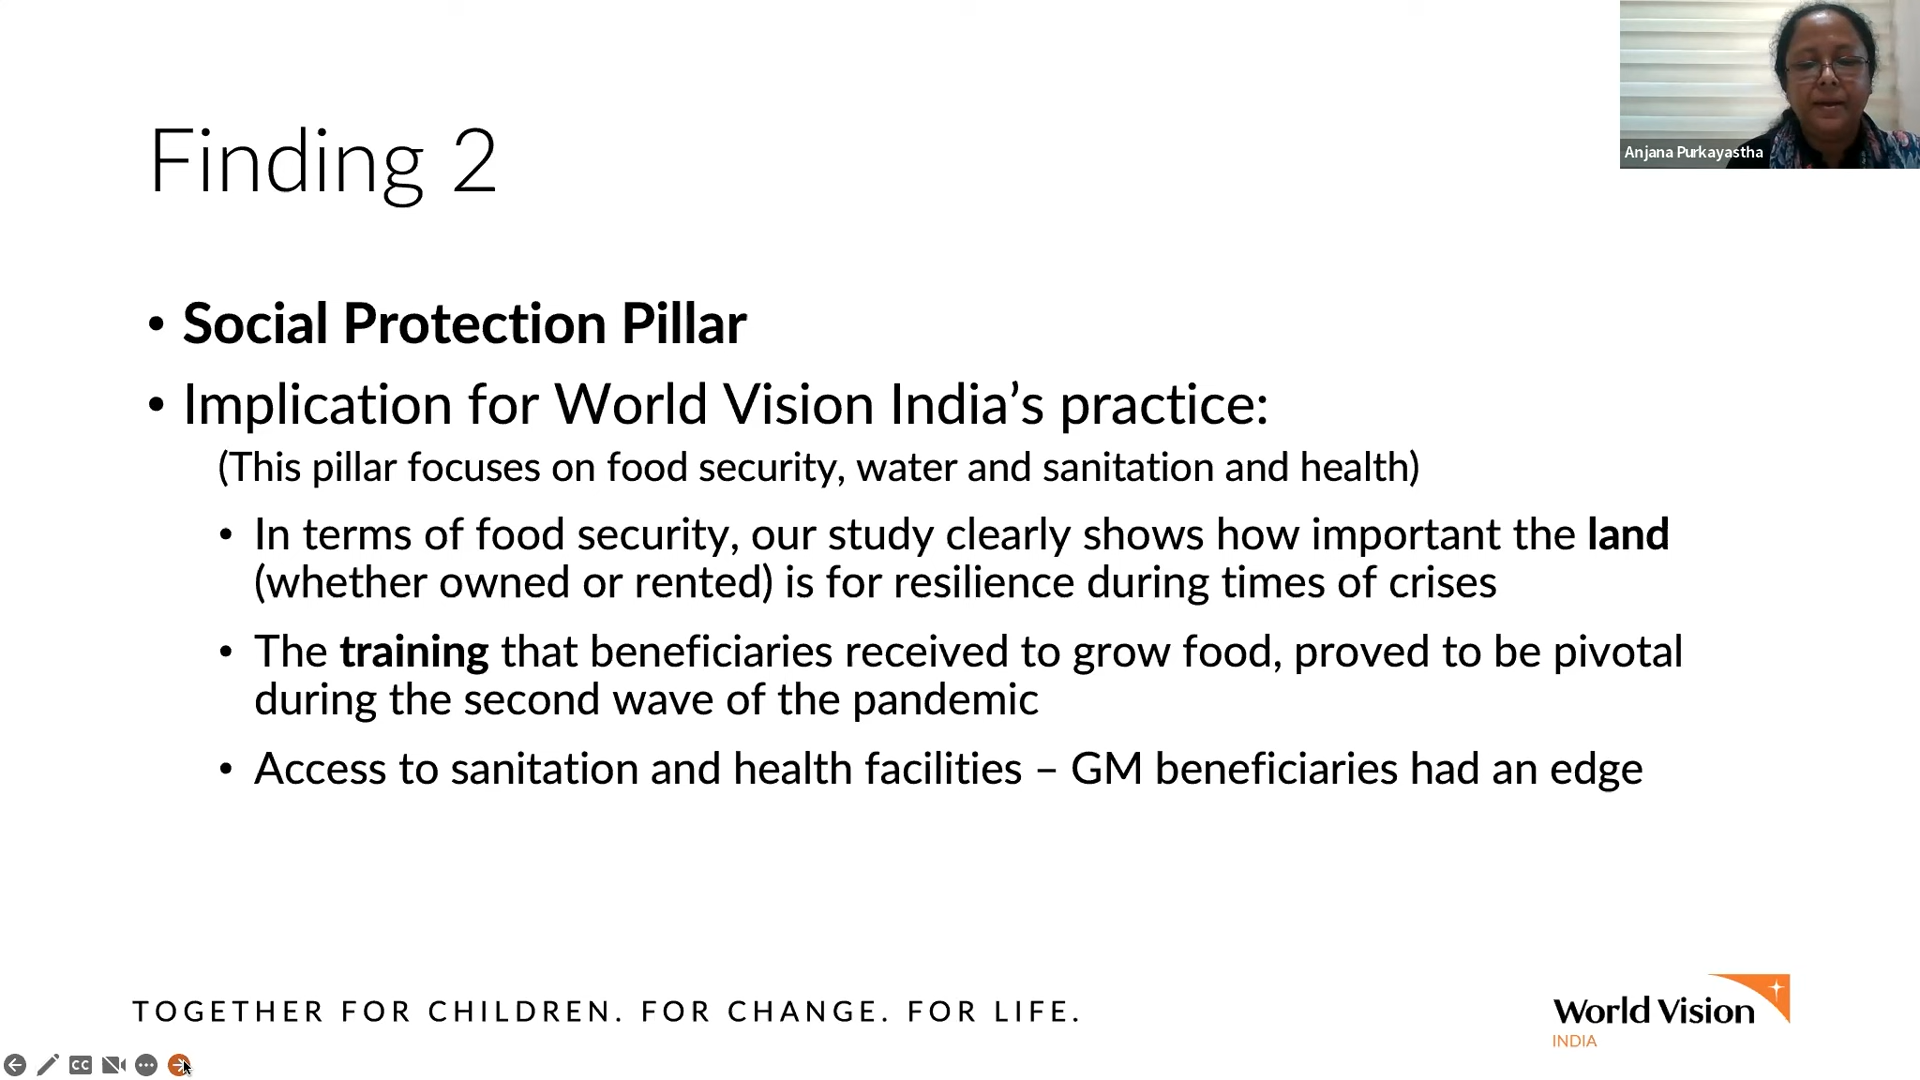 Anjana Purkayastha
Finding 2
• Social Protection Pillar
• Implication for World Vision India’s practice:
(This pillar focuses on food security, water and sanitation and health)
• In terms of food security, our study clearly shows how important the land
(whether owned or rented) is for resilience during times of crises
• The training that beneficiaries received to grow food, proved to be pivotal
during the second wave of the pandemic
• Access to sanitation and health facilities – GM beneficiaries had an edge
TOGETHER FOR CHILDREN. FOR CHANGE. FOR LIFE.
World Vision
INDIA
CC